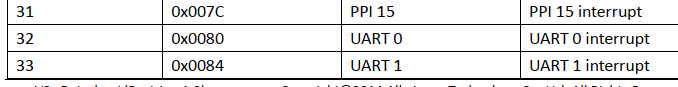 31 0x007C PPI 15 PPI 15 interrupt
32 0x0080 UART 0 UART 0 interrupt
33 0x0084 UART 1 UART 1 interrupt